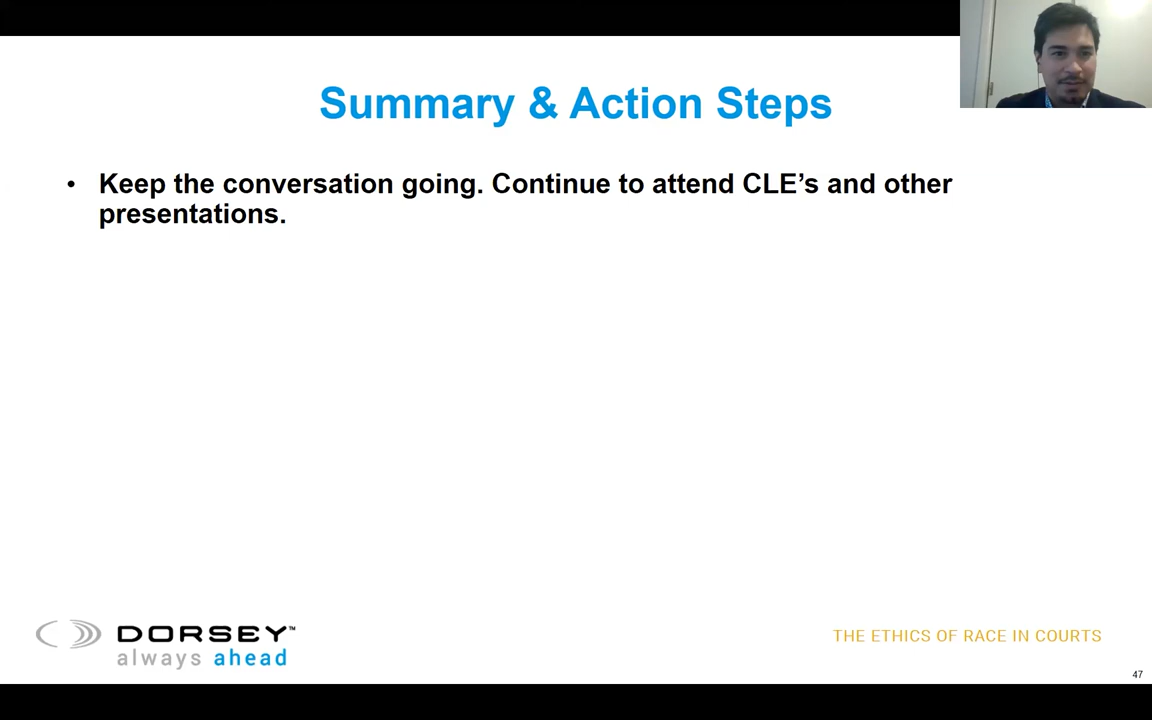 Summary & Action Steps
• Keep the conversation going. Continue to attend CLE’s and other
presentations.
DORSEY™
always ahead
THE ETHICS OF RACE IN COURTS
47